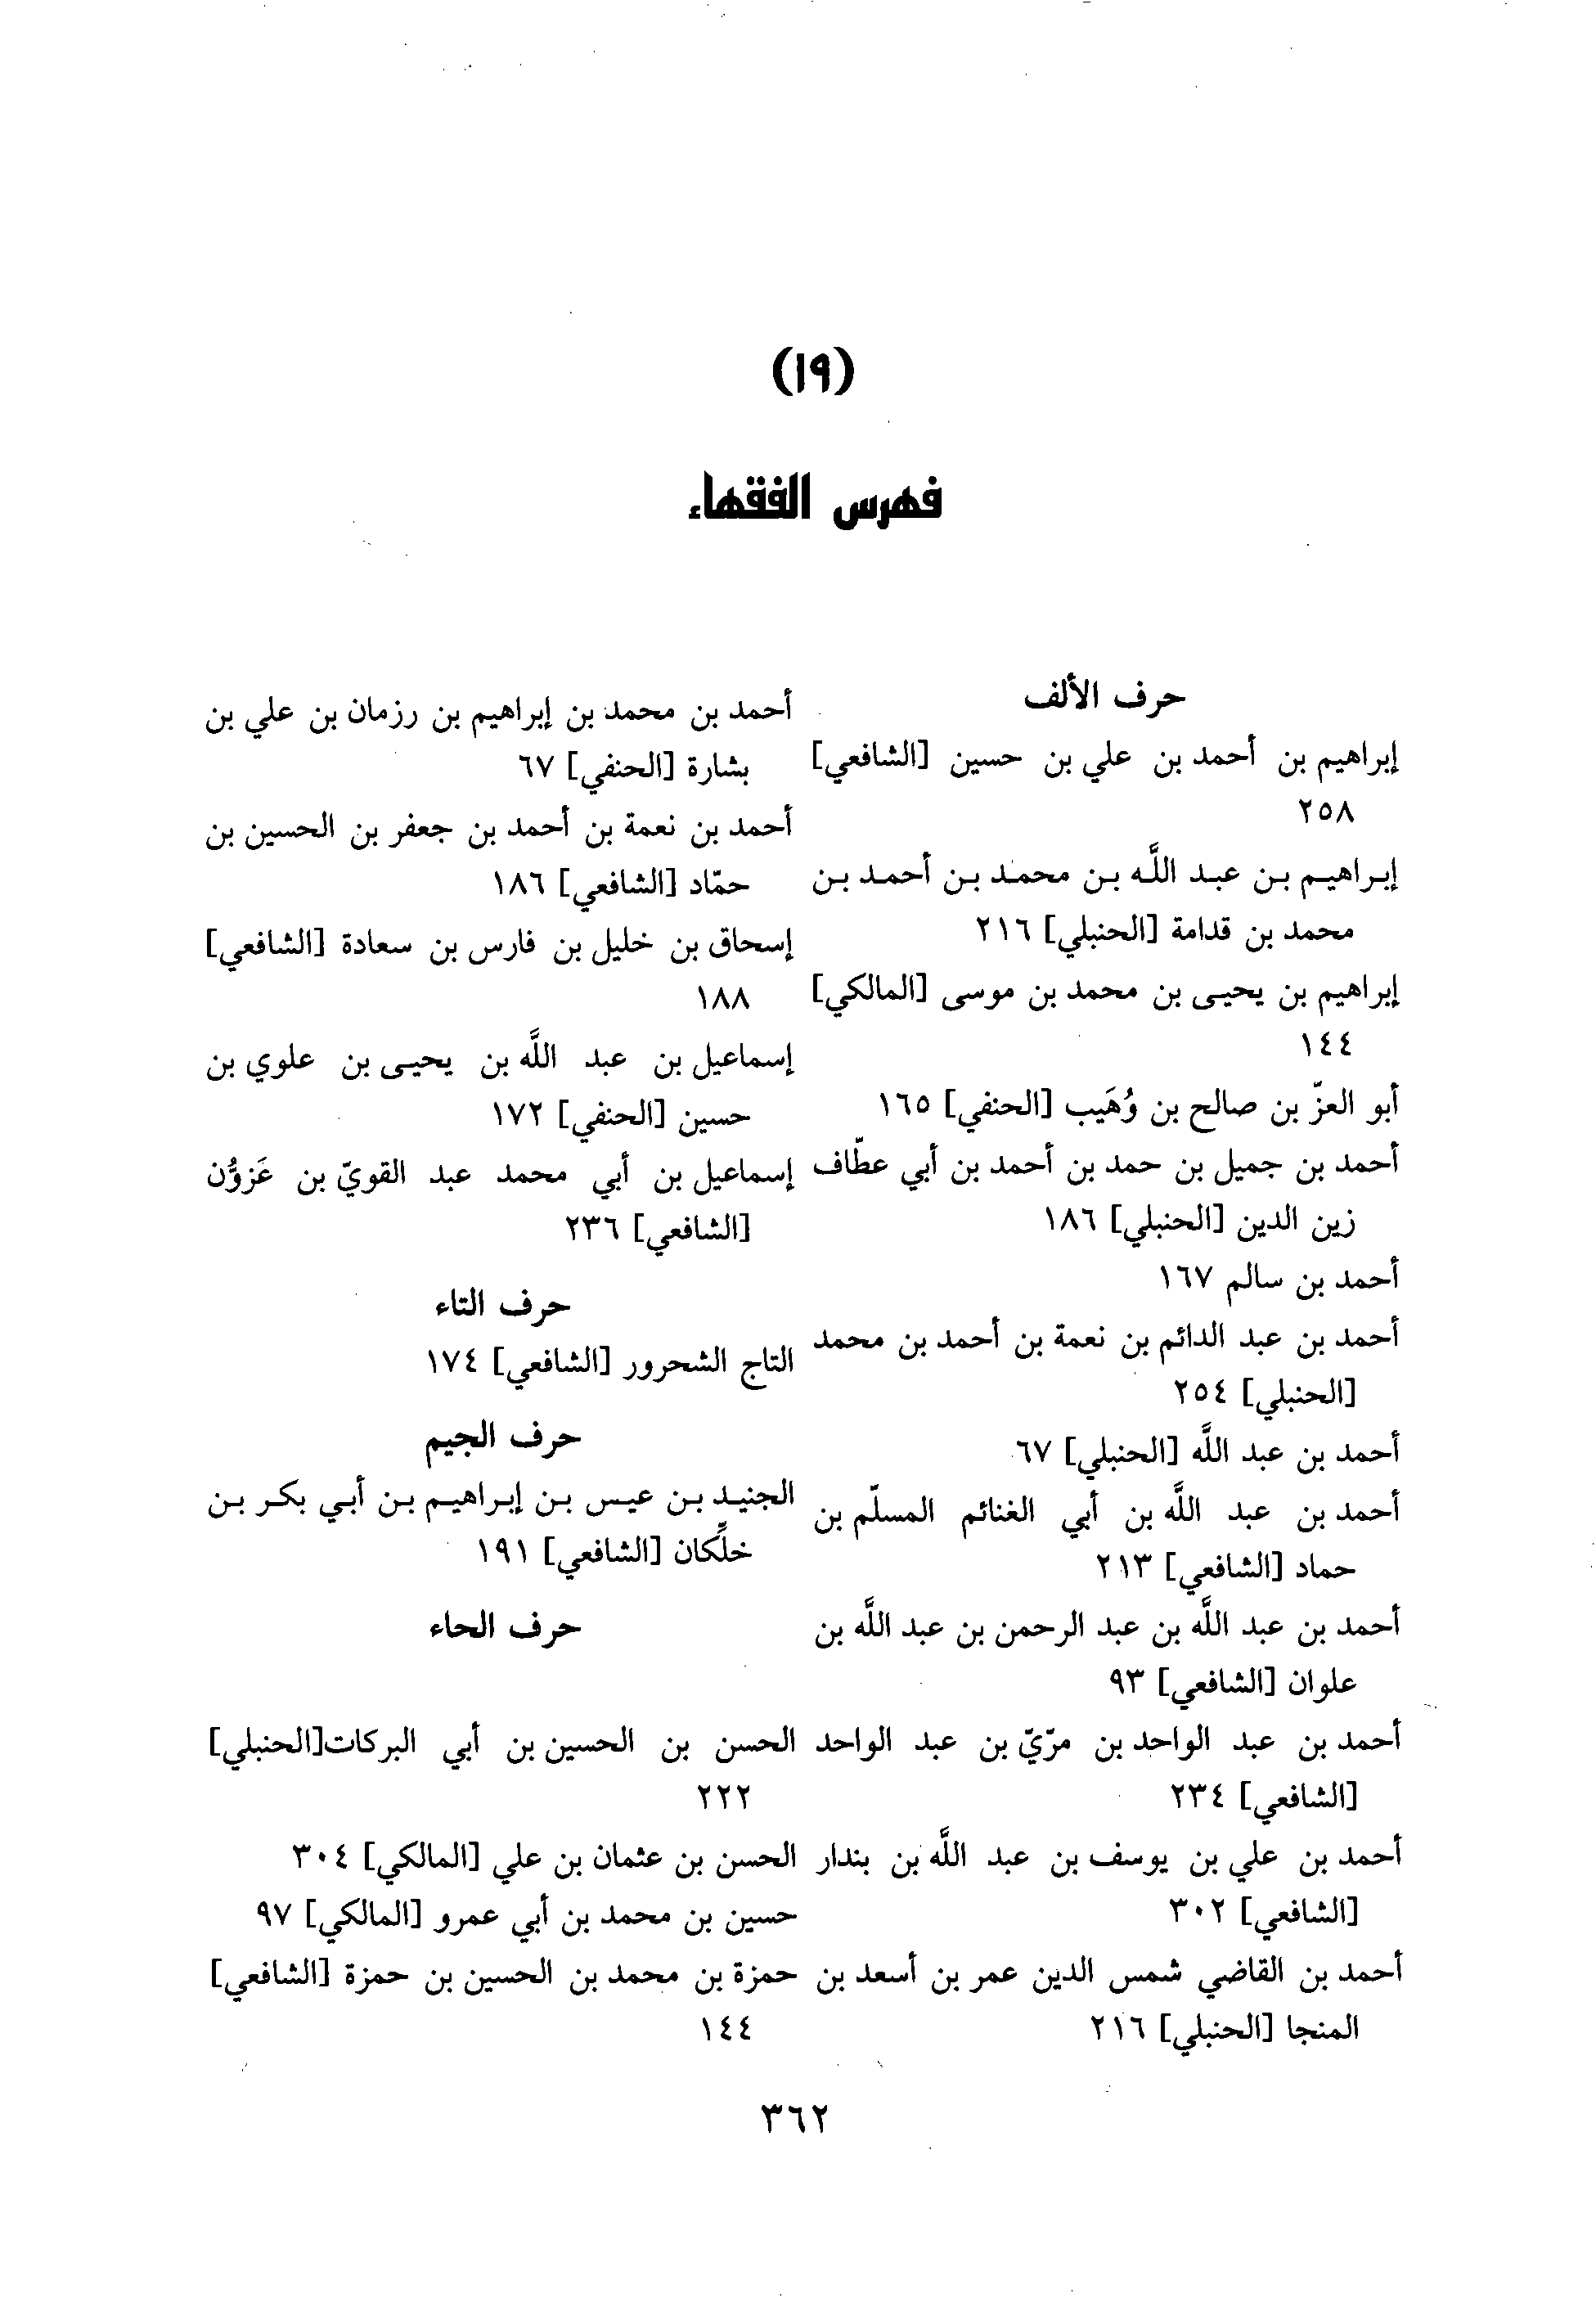 (١٩)
فهرس الفقهاء
حرف الألف
إبراهيم بن أحمد بن علي بن حسين [الشافعي]
٢٥٨
إبراهيم بن عبد اللَّه بن محمد بن أحمد بن
محمد بن قدامة [الحنبلي] ٢١٦
إبراهيم بن يحيى بن محمد بن موسى [المالكي]
١٤٤
أبو العزّ بن صالح بن وُهَيب [الحنفي] ١٦٥
أحمد بن جميل بن حمد بن أحمد بن أبي عطّاف
زين الدين [الحنبلي] ١٨٦
أحمد بن سالم ١٦٧
أحمد بن عبد الدائم بن نعمة بن أحمد بن محمد
[الحنبلي] ٢٥٤
أحمد بن عبد اللَّه [الحنبلي] ٦٧
أحمد بن عبد اللَّه بن أبي الغنائم المسلّم بن
حماد [الشافعي] ٢١٣
أحمد بن عبد اللَّه بن عبد الرحمن بن عبد اللَّه بن
علوان [الشافعي] ٩٣
أحمد بن عبد الواحد بن مرّيّ بن عبد الواحد
[الشافعي] ٢٣٤
أحمد بن علي بن يوسف بن عبد اللَّه بن بندار
[الشافعي] ٣٠٢
أحمد بن القاضي شمس الدين عمر بن أسعد بن
المنجا [الحنبلي] ٢١٦
أحمد بن محمد بن إبراهيم بن رزمان بن علي بن
بشارة [الحنفي] ٦٧
أحمد بن نعمة بن أحمد بن جعفر بن الحسين بن
حمّاد [الشافعي] ١٨٦
إسحاق بن خليل بن فارس بن سعادة [الشافعي]
١٨٨
إسماعيل بن عبد اللَّه بن يحيى بن علوي بن
حسين [الحنفي] ١٧٢
إسماعيل بن أبي محمد عبد القويّ بن عَزوُّن
[الشافعي] ٢٣٦
حرف التاء
التاج الشحرور [الشافعي] ١٧٤
حرف الجيم
الجنيد بن عيس بن إبراهيم بن أبي بكر بن
خلِّكان [الشافعي] ١٩١
حرف الحاء
الحسن بن الحسين بن أبي البركات[الحنبلي]
٢٢٢
الحسن بن عثمان بن علي [المالكي] ٣٠٤
حسين بن محمد بن أبي عمرو [المالكي] ٩٧
حمزة بن محمد بن الحسين بن حمزة [الشافعي]
١٤٤
٣٦٢